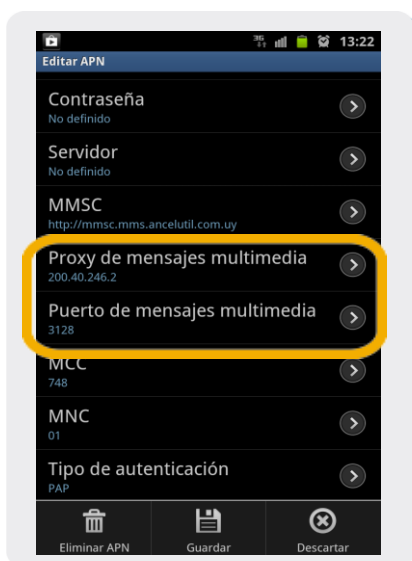 3G 13:22
Editar APN
Contraseña
No definido
Servidor
No definido
MMSC
http://mmsc.mms.ancelutil.com.uy
Proxy de mensajes multimedia
200.40.246.2
Puerto de mensajes multimedia
3128
MCC
748
MNC
01
Tipo de autenticación
PAP
Eliminar APN Guardar Descartar